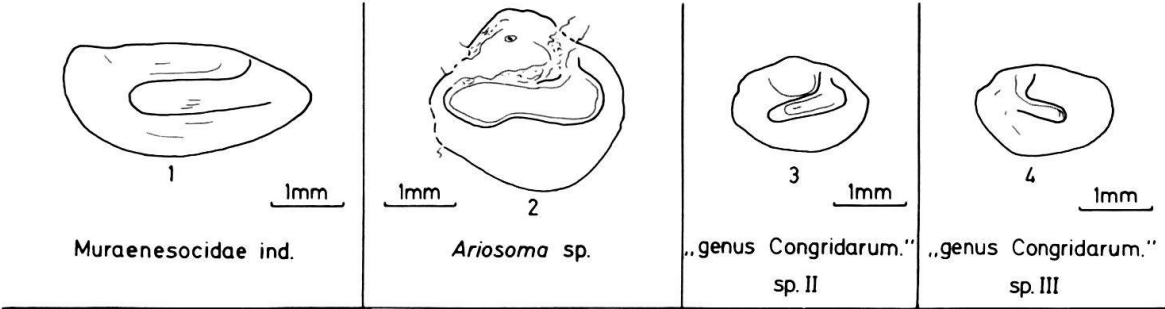 1
1mm
Muraenesocidae ind.
1mm
2
Ariosoma sp.
3
1mm
„genus Congridarum."
sp. II
4
1mm
„genus Congridarum."
sp. III